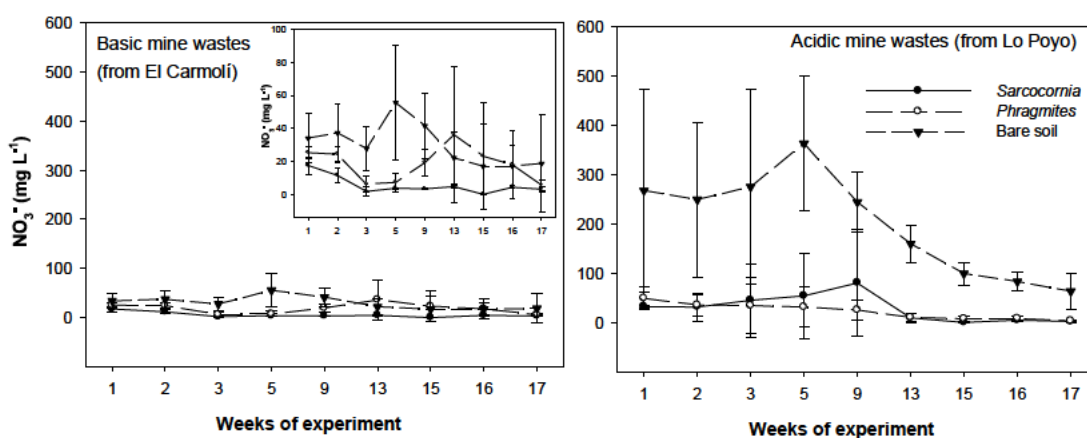 600
500
400
300
200
100
0
NO3- (mg L-1)
Basic mine wastes
(from El Carmolí)
100
80
60
40
20
0
NO3- (mg L-1)
1 2 3 5 9 13 15 16 17
1 2 3 5 9 13 15 16 17
Weeks of experiment
600
500
400
300
200
100
0
Acidic mine wastes (from Lo Poyo)
Sarcocornia
Phragmites
Bare soil
1 2 3 5 9 13 15 16 17
Weeks of experiment